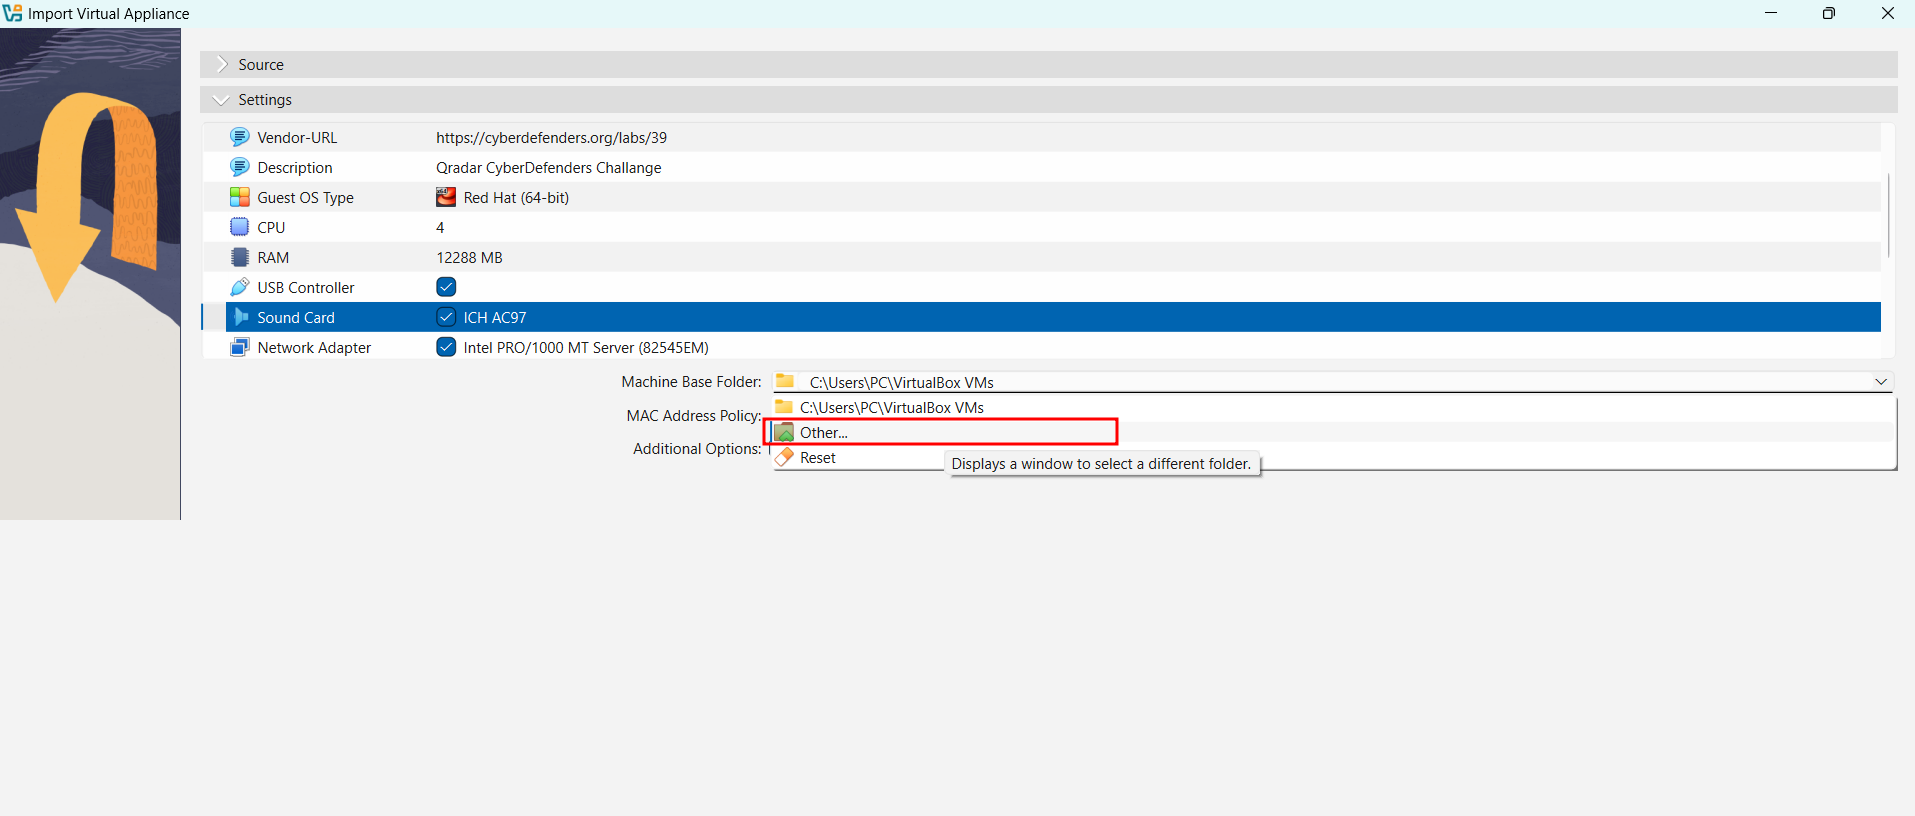 Import Virtual Appliance
Source
Settings
Vendor-URL https://cyberdefenders.org/labs/39
Description Qradar CyberDefenders Challange
Guest OS Type Red Hat (64-bit)
CPU 4
RAM 12288 MB
USB Controller
Sound Card ICH AC97
Network Adapter Intel PRO/1000 MT Server (82545EM)
Machine Base Folder: C:\Users\PC\VirtualBox VMs
C:\Users\PC\VirtualBox VMs
MAC Address Policy:
Other...
Additional Options:
Reset
Displays a window to select a different folder.